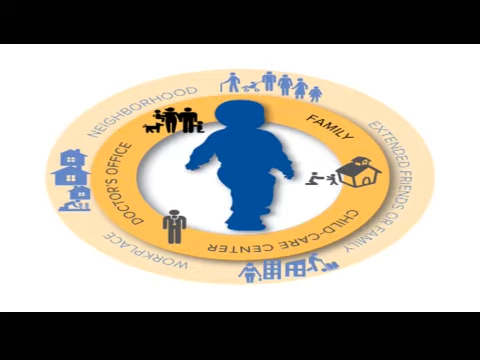 NEIGHBORHOOD
EXTENDED FRIENDS OR FAMILY
WORKPLACE
FAMILY
DOCTOR'S OFFICE
CHILD-CARE CENTER